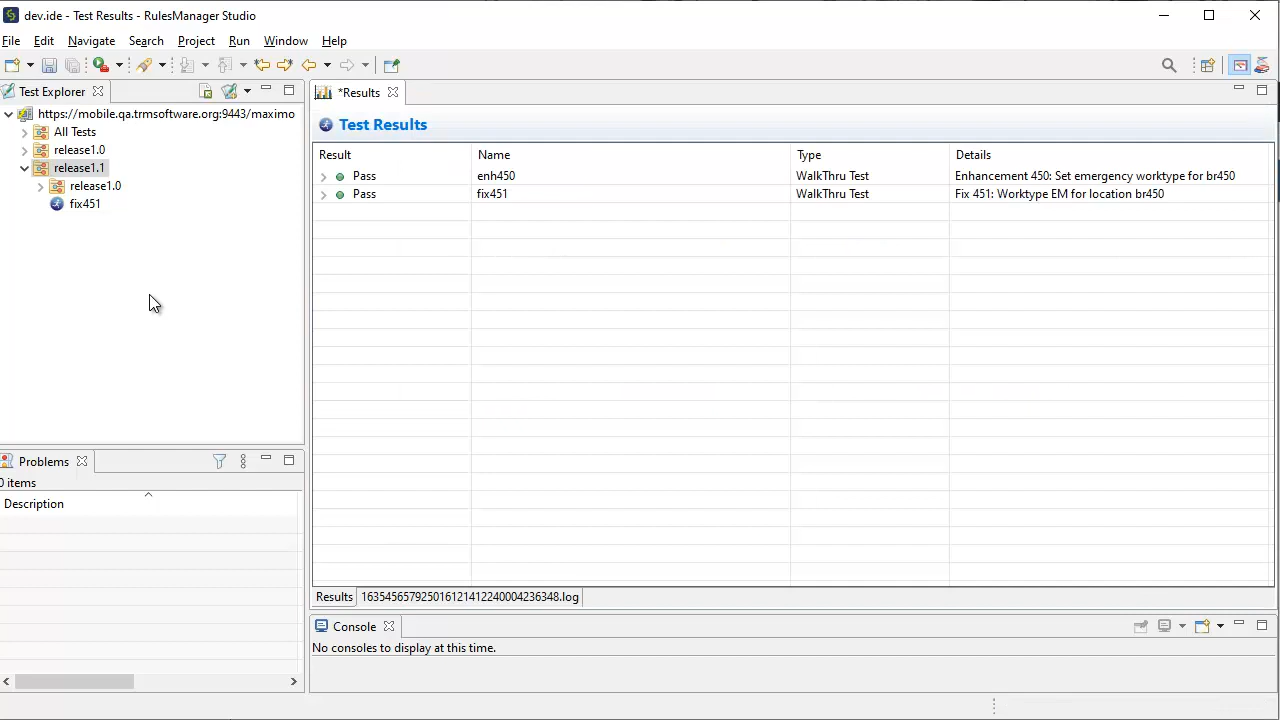 dev.ide - Test Results - RulesManager Studio
File Edit Navigate Search Project Run Window Help
Test Explorer
https://mobile.qa.trmsoftware.org:9443/maximo
All Tests
release1.0
release1.1
release1.0
fix451
Problems
0 items
Description
*Results
Test Results
Result Name Type Details
Pass enh450 WalkThru Test Enhancement 450: Set emergency worktype for br450
Pass fix451 WalkThru Test Fix 451: Worktype EM for location br450
Results 163545657925016121412240004236348.log
Console
No consoles to display at this time.